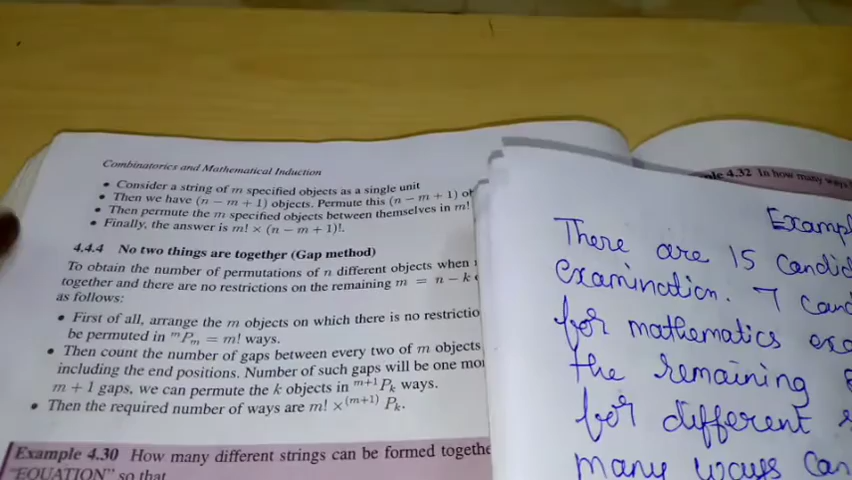 Combinatorics and Mathematical Induction
• Consider a string of m specified objects as a single unit
• Then we have (n − m + 1) objects. Permute this (n − m + 1)
• Then permute the m specified objects between themselves in m!
• Finally, the answer is m! × (n − m + 1)!.
4.4.4 No two things are together (Gap method)
To obtain the number of permutations of n different objects when
together and there are no restrictions on the remaining m = n − k
as follows:
• First of all, arrange the m objects on which there is no restrictio
be permuted in ᵐPₘ = m! ways.
• Then count the number of gaps between every two of m objects
including the end positions. Number of such gaps will be one mo
m + 1 gaps, we can permute the k objects in ᵐ⁺¹Pₖ ways.
• Then the required number of ways are m! ×⁽ᵐ⁺¹⁾ Pₖ.
Example 4.30 How many different strings can be formed togethe
"EQUATION" so that
ple 4.32 In how many ways
Exampl
There are 15 candid
examination. 7 cand
for mathematics exa
the remaining
for different s
many ways can